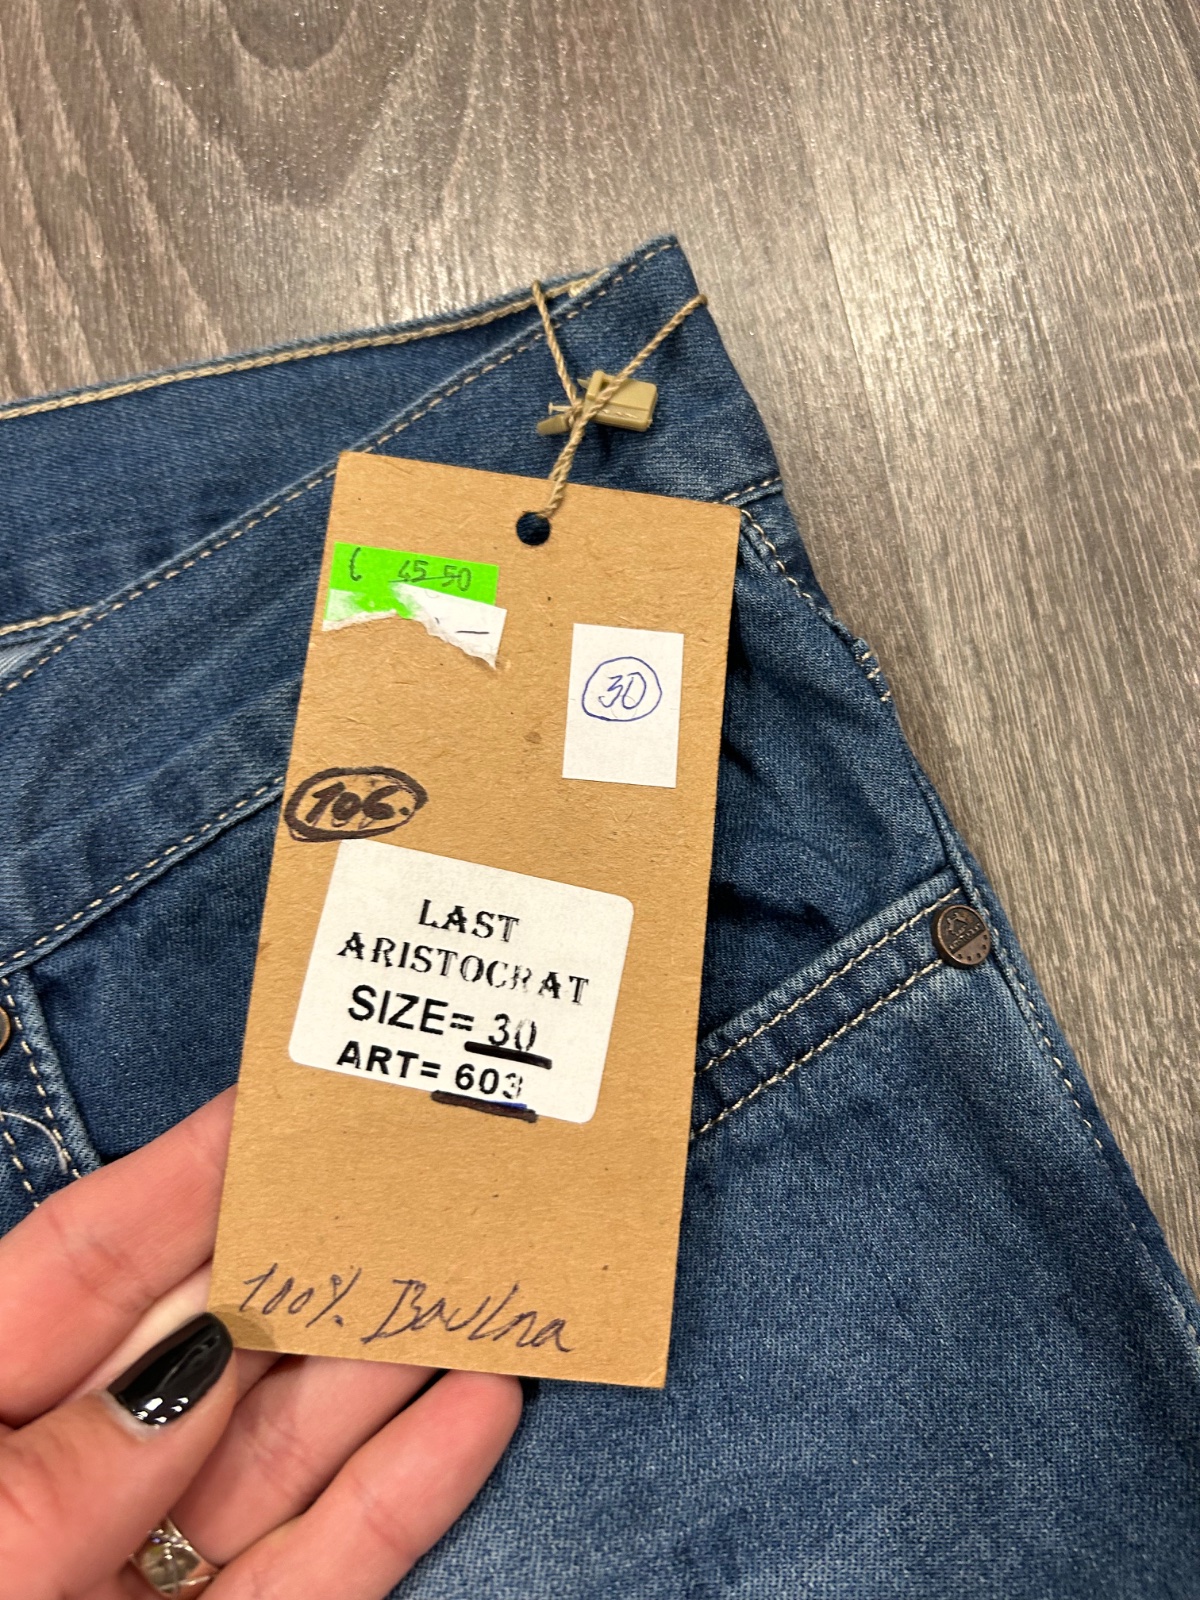 45 50
30
106.
LAST
ARISTOCRAT
SIZE= 30
ART= 603
100%. Bavlna